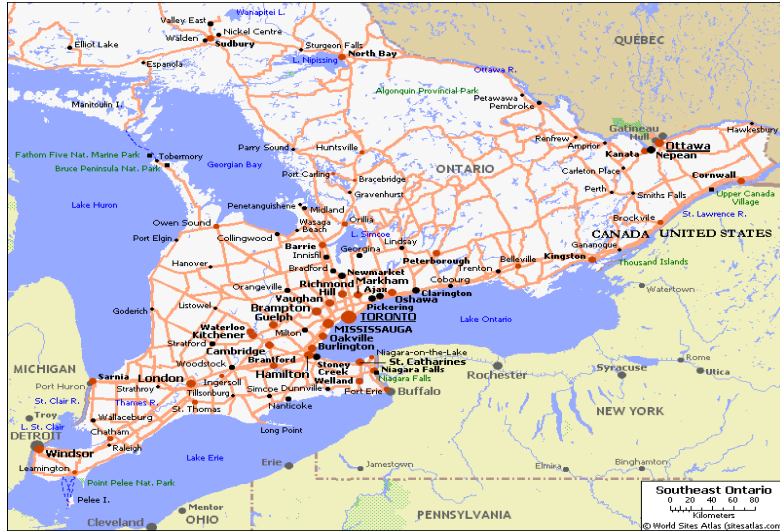 Wanapitei L.
Valley East
Nickel Centre
Walden
Sudbury
Elliot Lake
Sturgeon Falls
North Bay
L. Nipissing
Espanola
QUÉBEC
Ottawa R.
Algonquin Provincial Park
Petawawa
Pembroke
Manitoulin I.
Gatineau
Hull
Hawkesbury
Ottawa
Renfrew
Arnprior
Kanata
Nepean
Fathom Five Nat. Marine Park
Tobermory
Bruce Peninsula Nat. Park
Georgian Bay
Parry Sound
Huntsville
ONTARIO
Carleton Place
Cornwall
Port Carling
Bracebridge
Gravenhurst
Perth
Smiths Falls
Upper Canada
Village
Lake Huron
Penetanguishene
Midland
St. Lawrence R.
Owen Sound
Wasaga
Beach
Orillia
Brockville
Port Elgin
Collingwood
L. Simcoe
CANADA
UNITED STATES
Barrie
Lindsay
Gananoque
Innisfil
Georgina
Peterborough
Belleville
Kingston
Hanover
Bradford
Newmarket
Trenton
Thousand Islands
Orangeville
Richmond
Hill
Markham
Cobourg
Watertown
Ajax
Clarington
Oshawa
Vaughan
Pickering
Goderich
Listowel
Brampton
Guelph
TORONTO
Lake Ontario
Waterloo
Kitchener
Milton
MISSISSAUGA
Oakville
Stratford
Burlington
Cambridge
Niagara-on-the-Lake
Rome
MICHIGAN
Woodstock
Brantford
St. Catharines
Stoney
Creek
Niagara Falls
Syracuse
Utica
Port Huron
Sarnia
London
Ingersoll
Hamilton
Welland
Niagara Falls
Rochester
Strathroy
Tillsonburg
Simcoe
Dunnville
Fort Erie
Buffalo
St. Clair R.
Thames R.
St. Thomas
Nanticoke
NEW YORK
Troy
Wallaceburg
L. St. Clair
Long Point
DETROIT
Chatham
Raleigh
Windsor
Lake Erie
Erie
Jamestown
Elmira
Binghamton
Leamington
Point Pelee Nat. Park
Pelee I.
Mentor
OHIO
Cleveland
PENNSYLVANIA
Southeast Ontario
0 20 40 60 80
Kilometers
© World Sites Atlas (sitesatlas.com